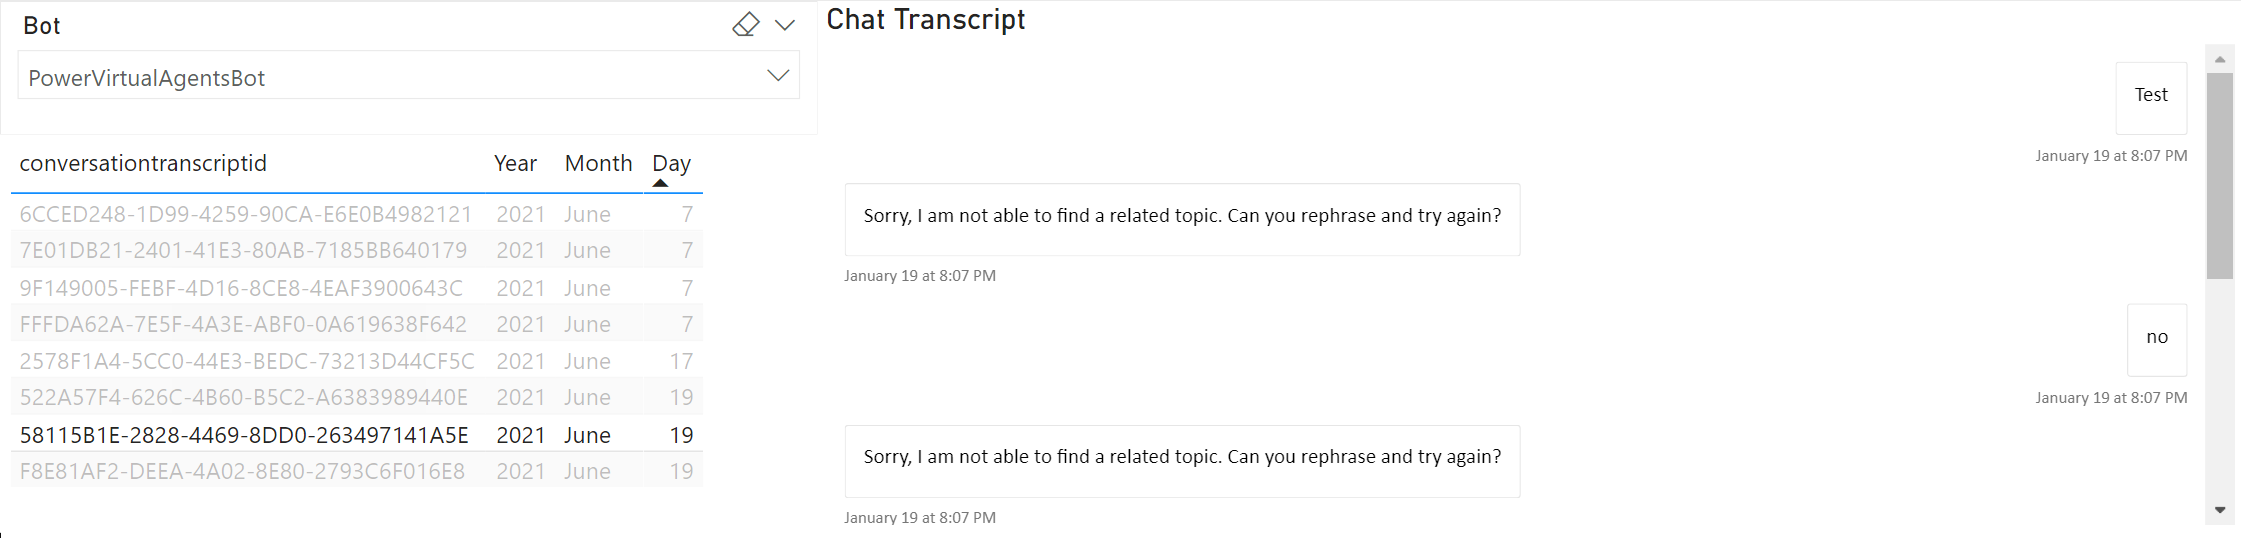 Bot
PowerVirtualAgentsBot
conversationtranscriptid Year Month Day
6CCED248-1D99-4259-90CA-E6E0B4982121 2021 June 7
7E01DB21-2401-41E3-80AB-7185BB640179 2021 June 7
9F149005-FEBF-4D16-8CE8-4EAF3900643C 2021 June 7
FFFDA62A-7E5F-4A3E-ABF0-0A619638F642 2021 June 7
2578F1A4-5CC0-44E3-BEDC-73213D44CF5C 2021 June 17
522A57F4-626C-4B60-B5C2-A6383989440E 2021 June 19
58115B1E-2828-4469-8DD0-263497141A5E 2021 June 19
F8E81AF2-DEEA-4A02-8E80-2793C6F016E8 2021 June 19
Chat Transcript
Test
January 19 at 8:07 PM
Sorry, I am not able to find a related topic. Can you rephrase and try again?
January 19 at 8:07 PM
no
January 19 at 8:07 PM
Sorry, I am not able to find a related topic. Can you rephrase and try again?
January 19 at 8:07 PM